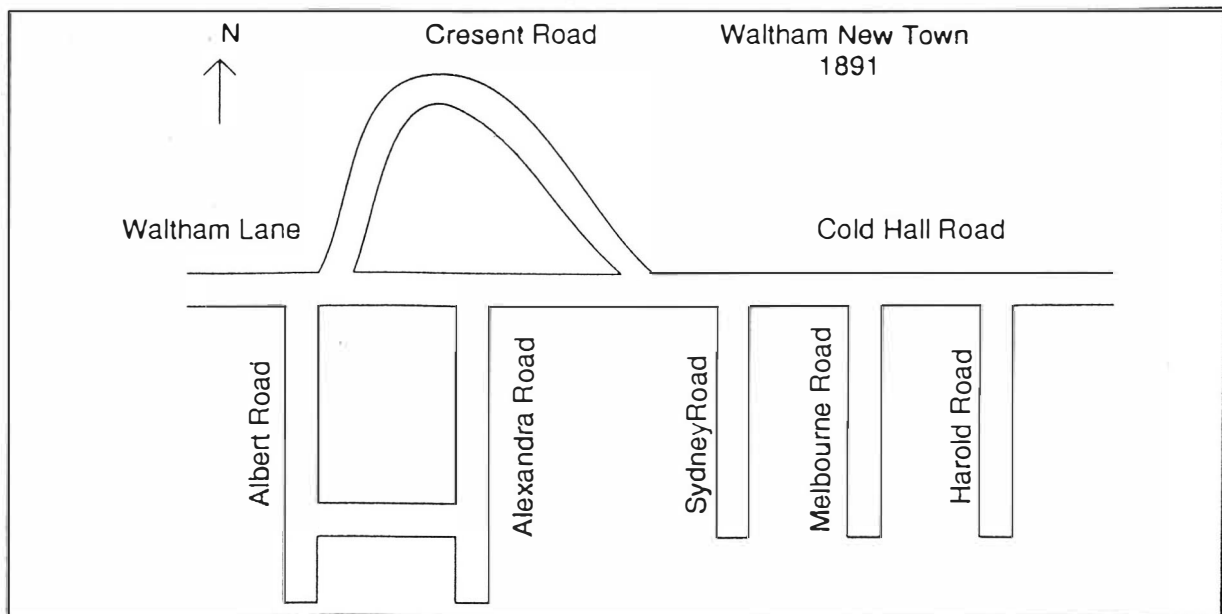 N
Cresent Road
Waltham New Town
1891
Waltham Lane
Cold Hall Road
Albert Road
Alexandra Road
SydneyRoad
Melbourne Road
Harold Road